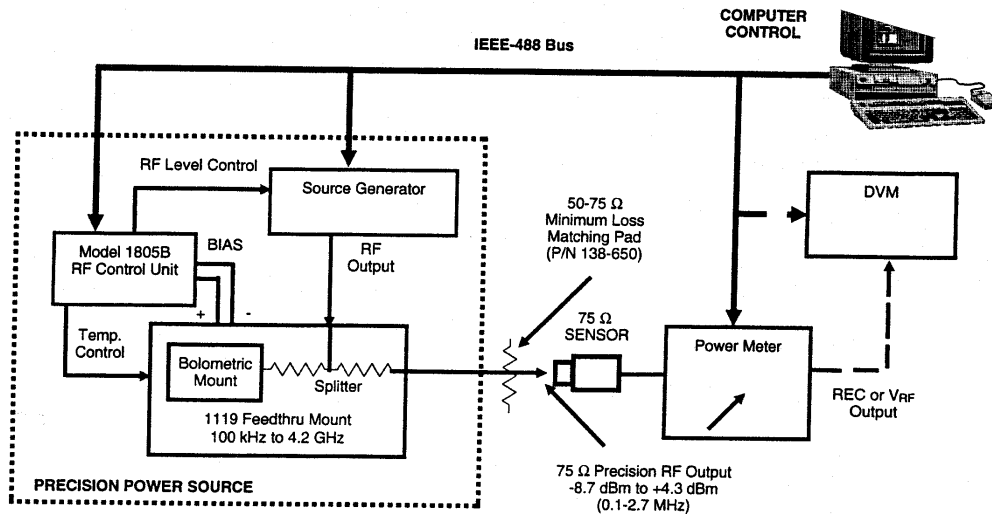 COMPUTER
CONTROL
IEEE-488 Bus
RF Level Control
Source Generator
DVM
50-75 Ω
Minimum Loss
Matching Pad
(P/N 138-650)
Model 1805B
RF Control Unit
BIAS
RF
Output
+ -
75 Ω
SENSOR
Temp.
Control
Bolometric
Mount
Splitter
Power Meter
1119 Feedthru Mount
100 kHz to 4.2 GHz
REC or VRF
Output
75 Ω Precision RF Output
-8.7 dBm to +4.3 dBm
(0.1-2.7 MHz)
PRECISION POWER SOURCE